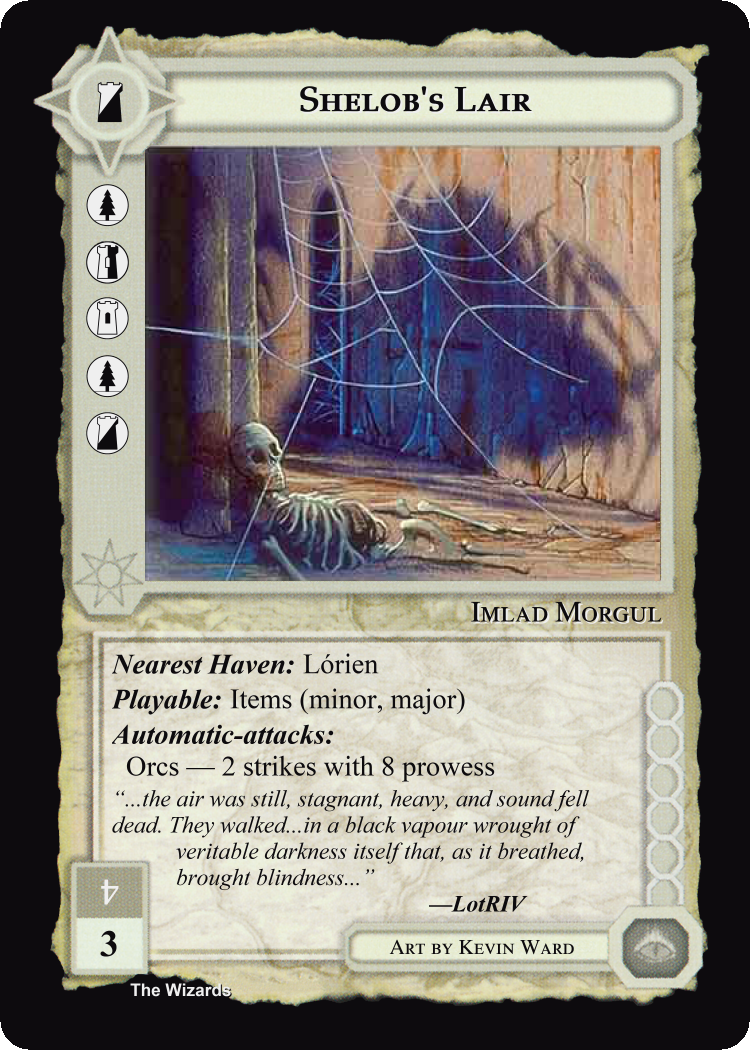 Shelob's Lair
Imlad Morgul
Nearest Haven: Lórien
Playable: Items (minor, major)
Automatic-attacks:
Orcs — 2 strikes with 8 prowess
“...the air was still, stagnant, heavy, and sound fell
dead. They walked...in a black vapour wrought of
veritable darkness itself that, as it breathed,
brought blindness...”
—LotRIV
4
3
Art by Kevin Ward
The Wizards